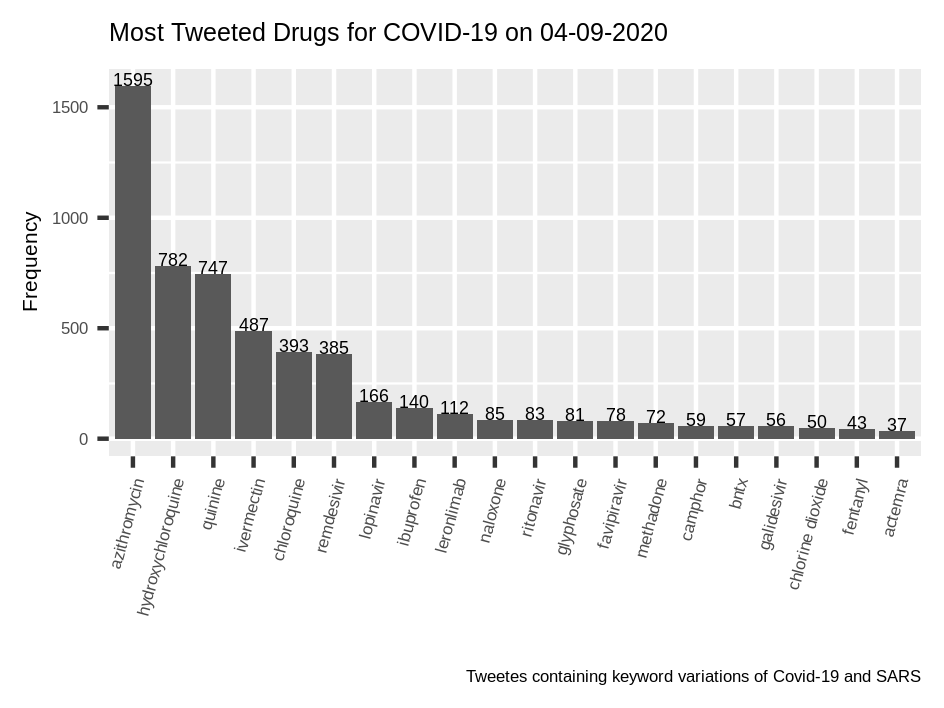 Most Tweeted Drugs for COVID-19 on 04-09-2020
Frequency
1500
1000
500
0
1595
782
747
487
393
385
166
140
112
85
83
81
78
72
59
57
56
50
43
37
azithromycin
hydroxychloroquine
quinine
ivermectin
chloroquine
remdesivir
lopinavir
ibuprofen
leronlimab
naloxone
ritonavir
glyphosate
favipiravir
methadone
camphor
bntx
galidesivir
chlorine dioxide
fentanyl
actemra
Tweetes containing keyword variations of Covid-19 and SARS